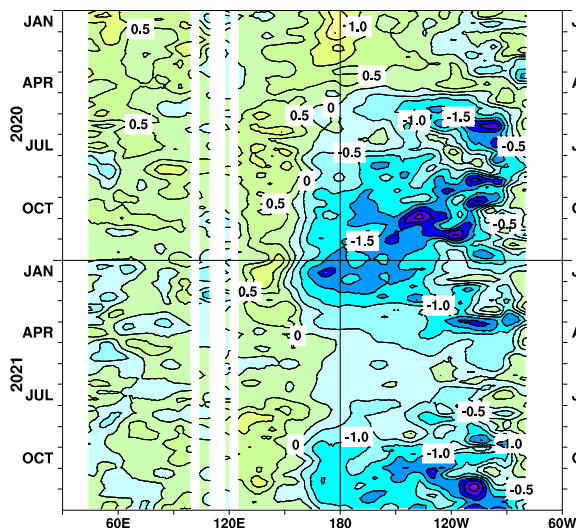 JAN 0.5 -1.0 J
APR 0.5 A
0.5 0.5 0 -1.0 -1.5
2020
JUL -0.5 -0.5 J
0
OCT 0.5 -0.5 O
-1.5
JAN 0.5 -1.0 J
APR 0 A
2021
JUL -0.5 J
0 -1.0 1.0
OCT -1.0 -1.0 O
-0.5
60E 120E 180 120W 60W